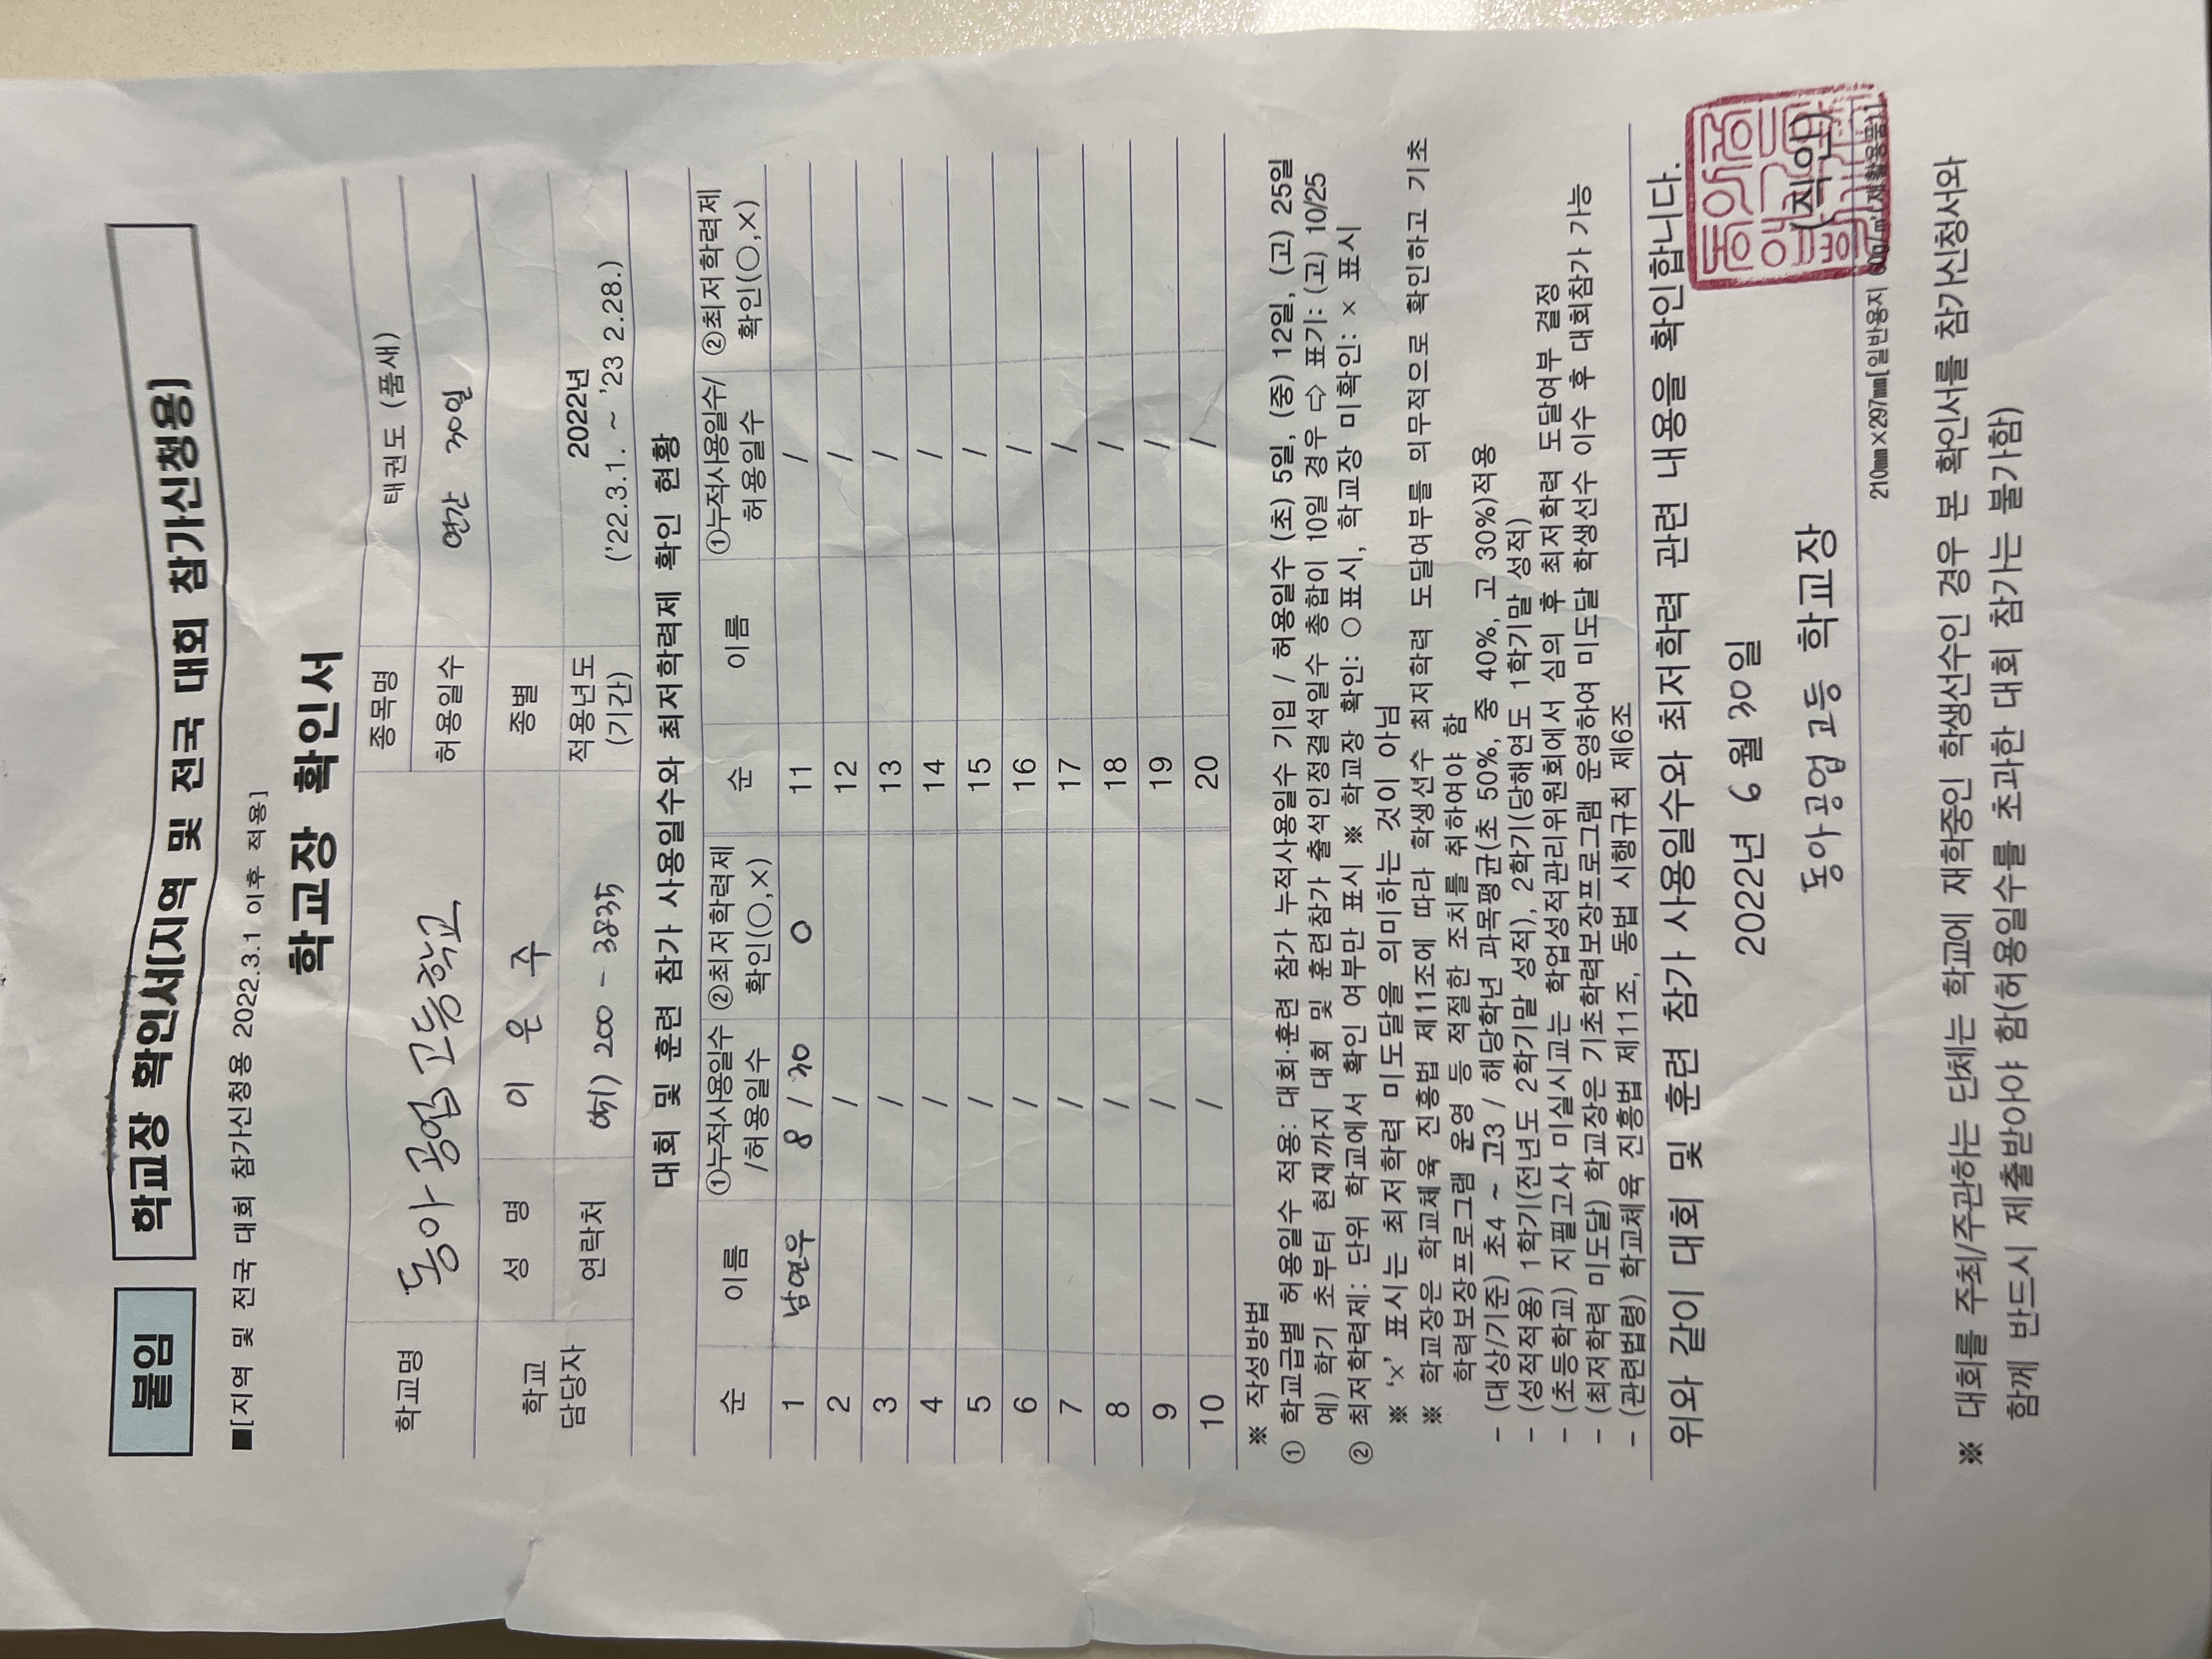 붙임 학교장 확인서[지역 및 전국 대회 참가신청용]
■[지역 및 전국 대회 참가신청용 2022.3.1 이후 적용]
학교장 확인서
학교명 동아 공업 고등학교 종목명 태권도 (품새)
허용일수 연간 30일
학교 담당자 성 명 이 은 주 종별
연락처 ) 200 - 3835 적용년도 (기간) 2022년 ('22.3.1. ~ '23 2.28.)
대회 및 훈련 참가 사용일수와 최저학력제 확인 현황
순 이름 ①누적사용일수 /허용일수 ②최저학력제 확인(○,×) 순 이름 ①누적사용일수/ 허용일수 ②최저학력제 확인(○,×)
1 남연우 8 / 30 ○ 11 /
2 / 12 /
3 / 13 /
4 / 14 /
5 / 15 /
6 / 16 /
7 / 17 /
8 / 18 /
9 / 19 /
10 / 20 /
※ 작성방법
① 학교급별 허용일수 적용: 대회·훈련 참가 누적사용일수 기입 / 허용일수 (초) 5일, (중) 12일, (고) 25일
예) 학기 초부터 현재까지 대회 및 훈련참가 출석인정결석일수 총합이 10일 경우 ⇨ 표기: (고) 10/25
② 최저학력제: 단위 학교에서 확인 여부만 표시 ※ 학교장 확인: ○ 표시, 학교장 미확인: × 표시
※ '×' 표시는 최저학력 미도달을 의미하는 것이 아님
※ 학교장은 학교체육 진흥법 제11조에 따라 학생선수 최저학력 도달여부를 의무적으로 확인하고 기초
학력보장프로그램 운영 등 적절한 조치를 취하여야 함
- (대상/기준) 초4 ~ 고3 / 해당학년 과목평균(초 50%, 중 40%, 고 30%)적용
- (성적적용) 1학기(전년도 2학기말 성적), 2학기(당해연도 1학기말 성적)
- (초등학교) 지필고사 미실시교는 학업성적관리위원회에서 심의 후 최저학력 도달여부 결정
- (최저학력 미도달) 학교장은 기초학력보장프로그램 운영하여 미도달 학생선수 이수 후 대회참가 가능
- (관련법령) 학교체육 진흥법 제11조, 동법 시행규칙 제6조
위와 같이 대회 및 훈련 참가 사용일수와 최저학력 관련 내용을 확인합니다.
2022년 6 월 30일
동아공업 고등 학교장 (직인)
210㎜×297㎜[일반용지 60g/㎡(재활용품)]
※ 대회를 주최/주관하는 단체는 학교에 재학중인 학생선수인 경우 본 확인서를 참가신청서와
함께 반드시 제출받아야 함(허용일수를 초과한 대회 참가는 불가함)